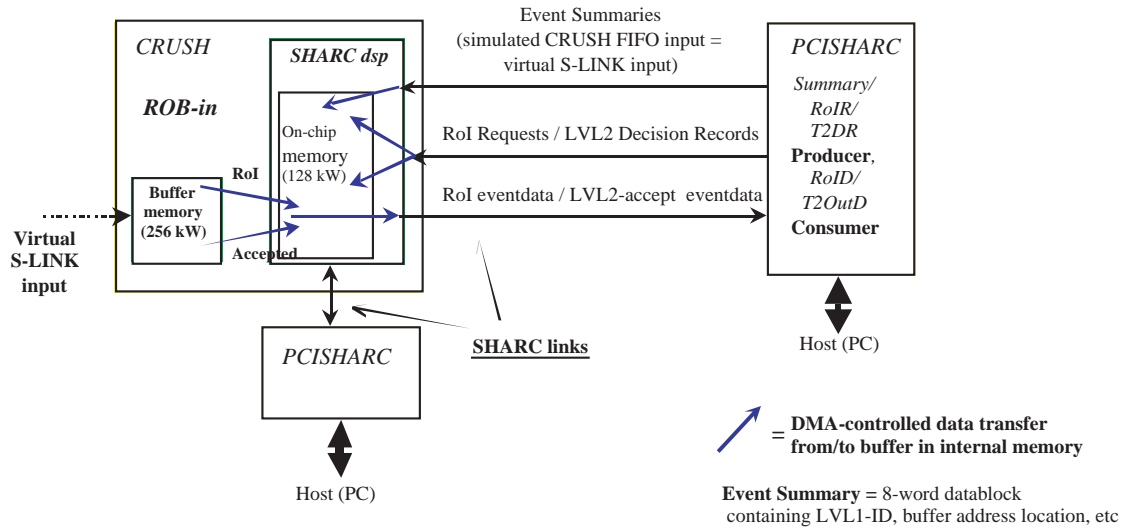 CRUSH
ROB-in
SHARC dsp
On-chip
memory
(128 kW)
RoI
Buffer
memory
(256 kW)
Accepted
Virtual
S-LINK
input
Event Summaries
(simulated CRUSH FIFO input =
virtual S-LINK input)
RoI Requests / LVL2 Decision Records
RoI eventdata / LVL2-accept eventdata
PCISHARC
Summary/
RoIR/
T2DR
Producer,
RoID/
T2OutD
Consumer
Host (PC)
SHARC links
PCISHARC
Host (PC)
= DMA-controlled data transfer
from/to buffer in internal memory
Event Summary = 8-word datablock
containing LVL1-ID, buffer address location, etc